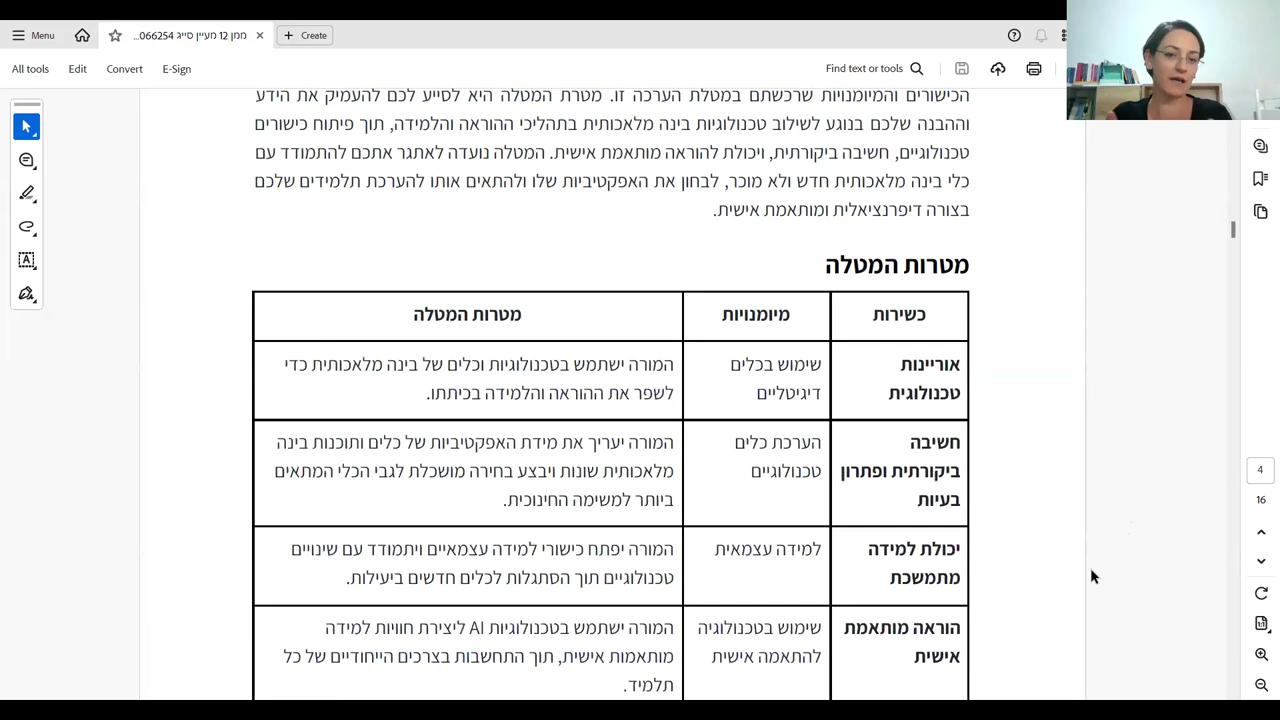 Menu
ממן 12 מעיין סייג 066254...
Create
All tools
Edit
Convert
E-Sign
Find text or tools
הכישורים והמיומנויות שרכשתם במטלת הערכה זו. מטרת המטלה היא לסייע לכם להעמיק את הידע
וההבנה שלכם בנוגע לשילוב טכנולוגיות בינה מלאכותית בתהליכי ההוראה והלמידה, תוך פיתוח כישורים
טכנולוגיים, חשיבה ביקורתית, ויכולת להוראה מותאמת אישית. המטלה נועדה לאתגר אתכם להתמודד עם
כלי בינה מלאכותית חדש ולא מוכר, לבחון את האפקטיביות שלו ולהתאים אותו להערכת תלמידים שלכם
בצורה דיפרנציאלית ומותאמת אישית.
מטרות המטלה
כשירות
מיומנויות
מטרות המטלה
אוריינות
טכנולוגית
שימוש בכלים
דיגיטליים
המורה ישתמש בטכנולוגיות וכלים של בינה מלאכותית כדי
לשפר את ההוראה והלמידה בכיתתו.
חשיבה
ביקורתית ופתרון
בעיות
הערכת כלים
טכנולוגיים
המורה יעריך את מידת האפקטיביות של כלים ותוכנות בינה
מלאכותית שונות ויבצע בחירה מושכלת לגבי הכלי המתאים
ביותר למשימה החינוכית.
יכולת למידה
מתמשכת
למידה עצמאית
המורה יפתח כישורי למידה עצמאיים ויתמודד עם שינויים
טכנולוגיים תוך הסתגלות לכלים חדשים ביעילות.
הוראה מותאמת
אישית
שימוש בטכנולוגיה
להתאמה אישית
המורה ישתמש בטכנולוגיות AI ליצירת חוויות למידה
מותאמות אישית, תוך התחשבות בצרכים הייחודיים של כל
תלמיד.
4
16